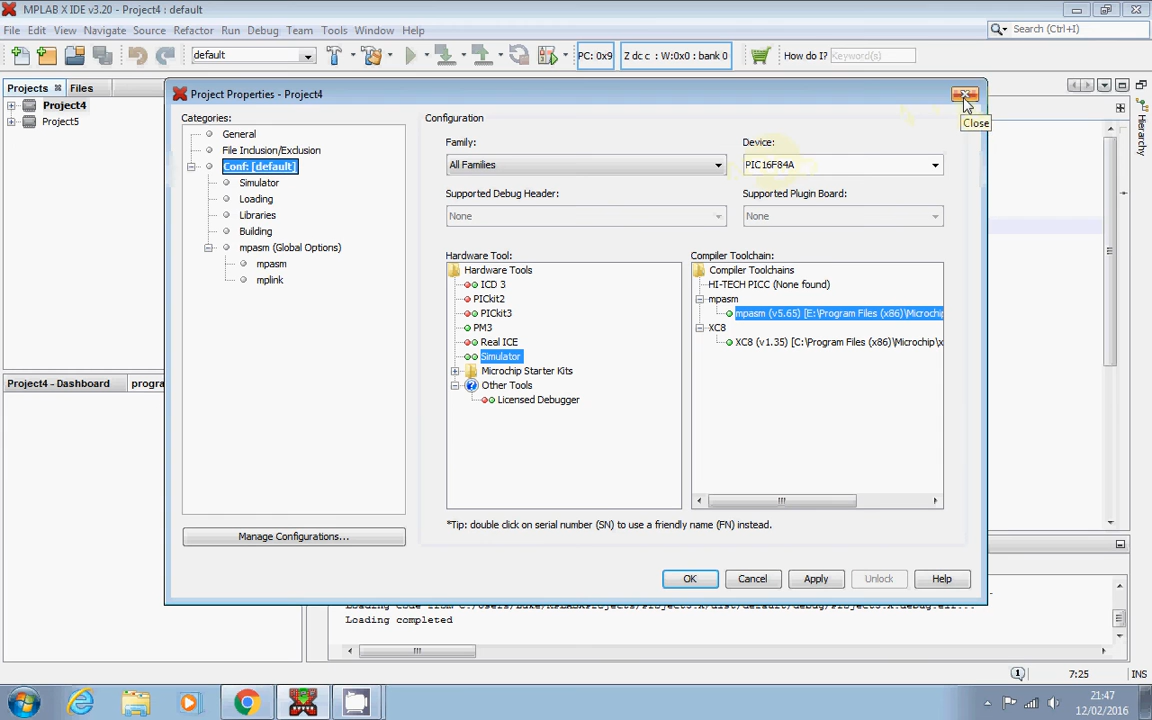 MPLAB X IDE v3.20 - Project4 : default
File Edit View Navigate Source Refactor Run Debug Team Tools Window Help
Search (Ctrl+I)
default
PC: 0x9
Z dc c : W:0x0 : bank 0
How do I? Keyword(s)
Projects
Files
Project4
Project5
Hierarchy
Project Properties - Project4
Close
Categories:
General
File Inclusion/Exclusion
Conf: [default]
Simulator
Loading
Libraries
Building
mpasm (Global Options)
mpasm
mplink
Manage Configurations...
Configuration
Family:
All Families
Device:
PIC16F84A
Supported Debug Header:
None
Supported Plugin Board:
None
Hardware Tool:
Hardware Tools
ICD 3
PICkit2
PICkit3
PM3
Real ICE
Simulator
Microchip Starter Kits
Other Tools
Licensed Debugger
Compiler Toolchain:
Compiler Toolchains
HI-TECH PICC (None found)
mpasm
mpasm (v5.65) [E:\Program Files (x86)\Microchip
XC8
XC8 (v1.35) [C:\Program Files (x86)\Microchip\x
*Tip: double click on serial number (SN) to use a friendly name (FN) instead.
OK
Cancel
Apply
Unlock
Help
Project4 - Dashboard
progra
Loading completed
7:25
INS
21:47
12/02/2016